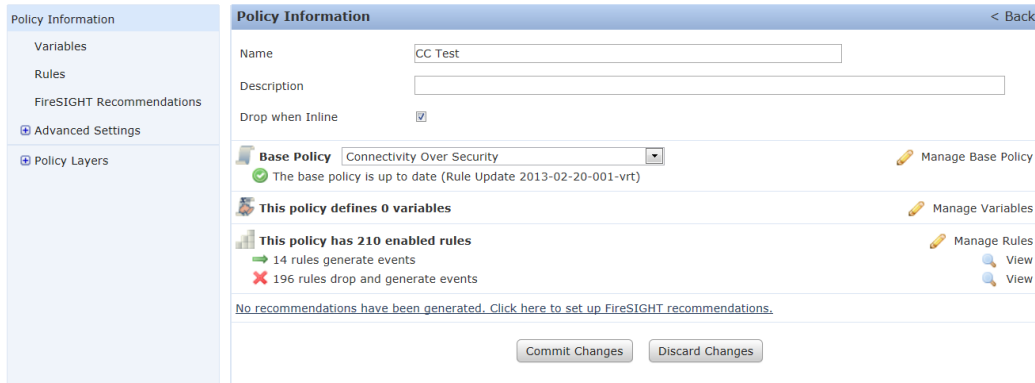 Policy Information
Variables
Rules
FireSIGHT Recommendations
Advanced Settings
Policy Layers
Policy Information < Back
Name CC Test
Description
Drop when Inline
Base Policy Connectivity Over Security Manage Base Policy
The base policy is up to date (Rule Update 2013-02-20-001-vrt)
This policy defines 0 variables Manage Variables
This policy has 210 enabled rules Manage Rules
14 rules generate events View
196 rules drop and generate events View
No recommendations have been generated. Click here to set up FireSIGHT recommendations.
Commit Changes Discard Changes